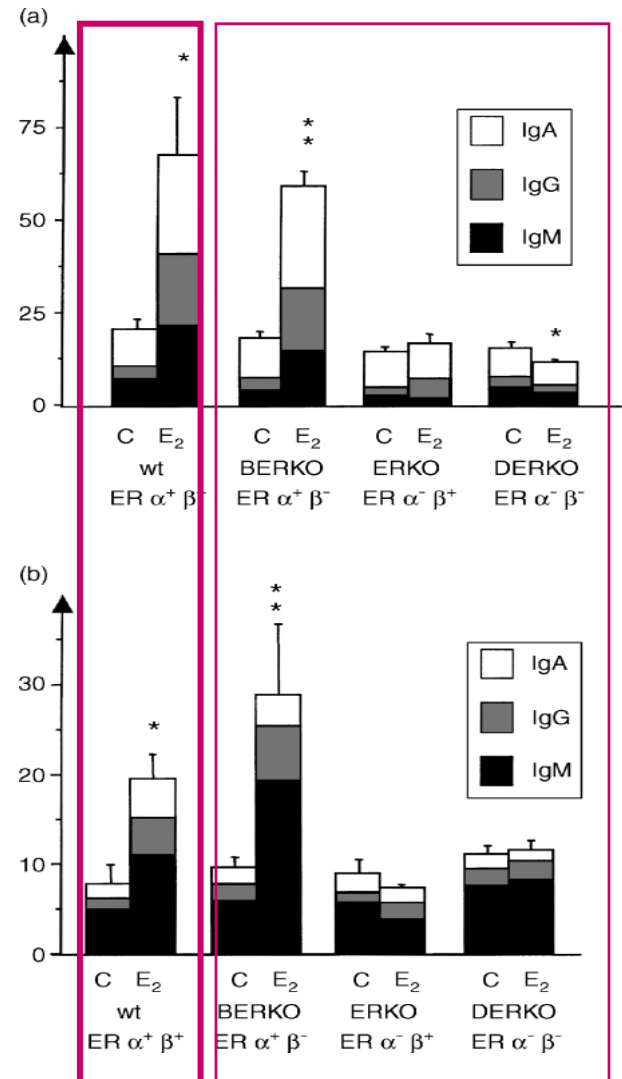 (a)
*
*
*
75
IgA
IgG
50
IgM
25
*
0
C E₂ C E₂ C E₂ C E₂
wt BERKO ERKO DERKO
ER α⁺ ER α⁺ β⁻ ER α⁻ β⁺ ER α⁻ β⁻
(b)
*
*
IgA
30
IgG
*
IgM
20
10
0
C E₂ C E₂ C E₂ C E₂
wt BERKO ERKO DERKO
ER α⁺ β⁺ ER α⁺ β⁻ ER α⁻ β⁺ ER α⁻ β⁻